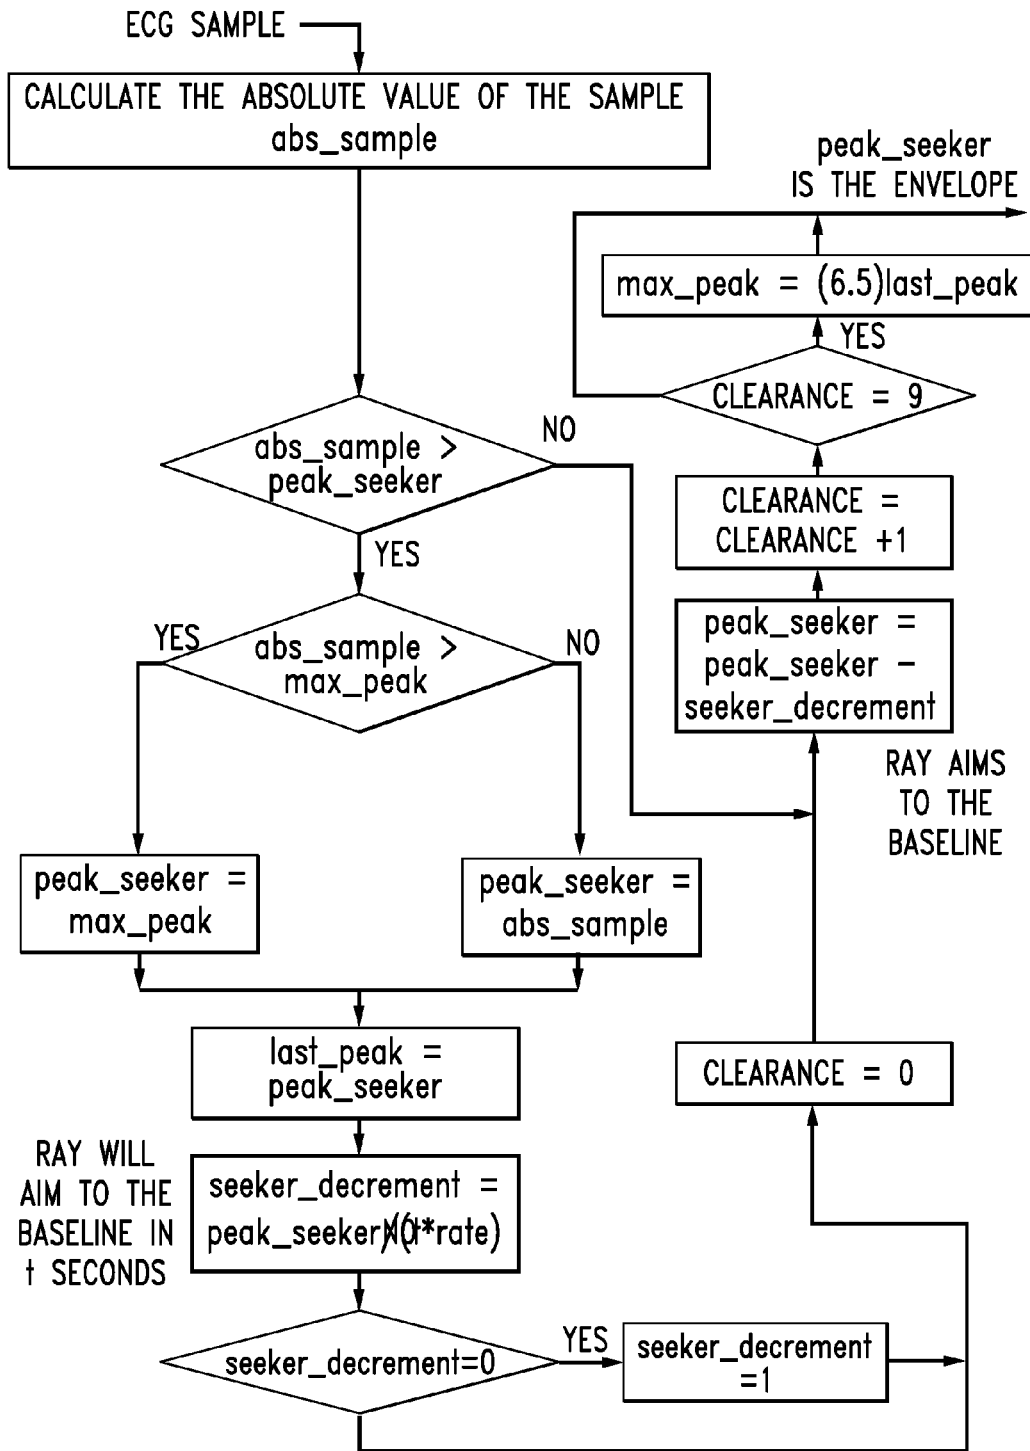 ECG SAMPLE
CALCULATE THE ABSOLUTE VALUE OF THE SAMPLE
abs_sample
peak_seeker
IS THE ENVELOPE
max_peak = (6.5)last_peak
YES
CLEARANCE = 9
NO
abs_sample >
peak_seeker
YES
CLEARANCE =
CLEARANCE +1
YES
abs_sample >
max_peak
NO
peak_seeker =
peak_seeker -
seeker_decrement
RAY AIMS
TO THE
BASELINE
peak_seeker =
max_peak
peak_seeker =
abs_sample
last_peak =
peak_seeker
CLEARANCE = 0
RAY WILL
AIM TO THE
BASELINE IN
t SECONDS
seeker_decrement =
peak_seeker/(t*rate)
NO
seeker_decrement=0
YES
seeker_decrement
=1